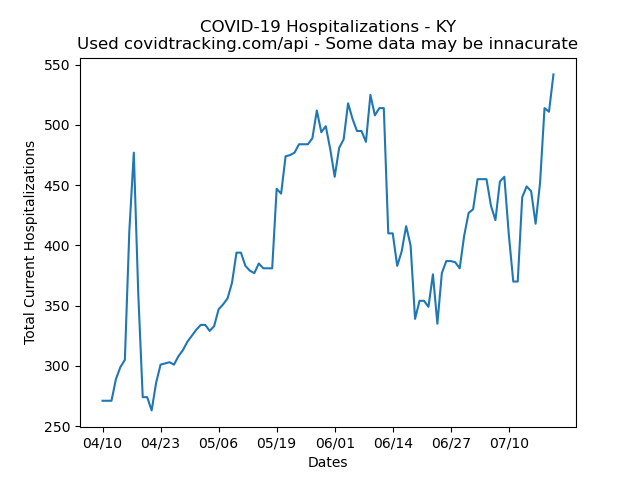 COVID-19 Hospitalizations - KY
Used covidtracking.com/api - Some data may be innacurate
Total Current Hospitalizations
550
500
450
400
350
300
250
04/10 04/23 05/06 05/19 06/01 06/14 06/27 07/10
Dates